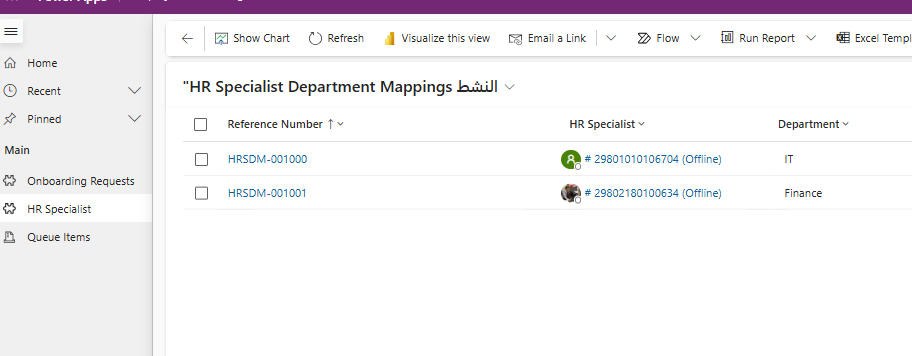 Show Chart Refresh Visualize this view Email a Link Flow Run Report Excel Templ
Home
Recent
Pinned
Main
Onboarding Requests
HR Specialist
Queue Items
"HR Specialist Department Mappings النشط
Reference Number HR Specialist Department
HRSDM-001000 # 29801010106704 (Offline) IT
HRSDM-001001 # 29802180100634 (Offline) Finance